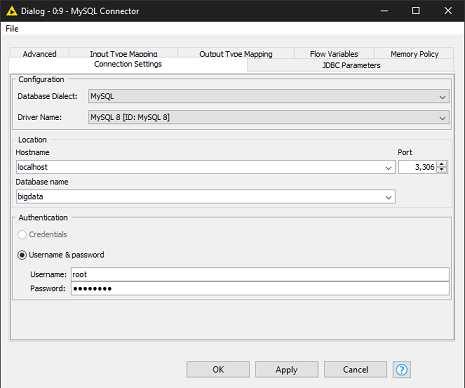 Dialog - 0:9 - MySQL Connector
File
Advanced Input Type Mapping Output Type Mapping Flow Variables Memory Policy
Connection Settings JDBC Parameters
Configuration
Database Dialect: MySQL
Driver Name: MySQL 8 [ID: MySQL 8]
Location
Hostname Port
localhost 3,306
Database name
bigdata
Authentication
Credentials
Username & password
Username: root
Password: ●●●●●●●●
OK Apply Cancel ?